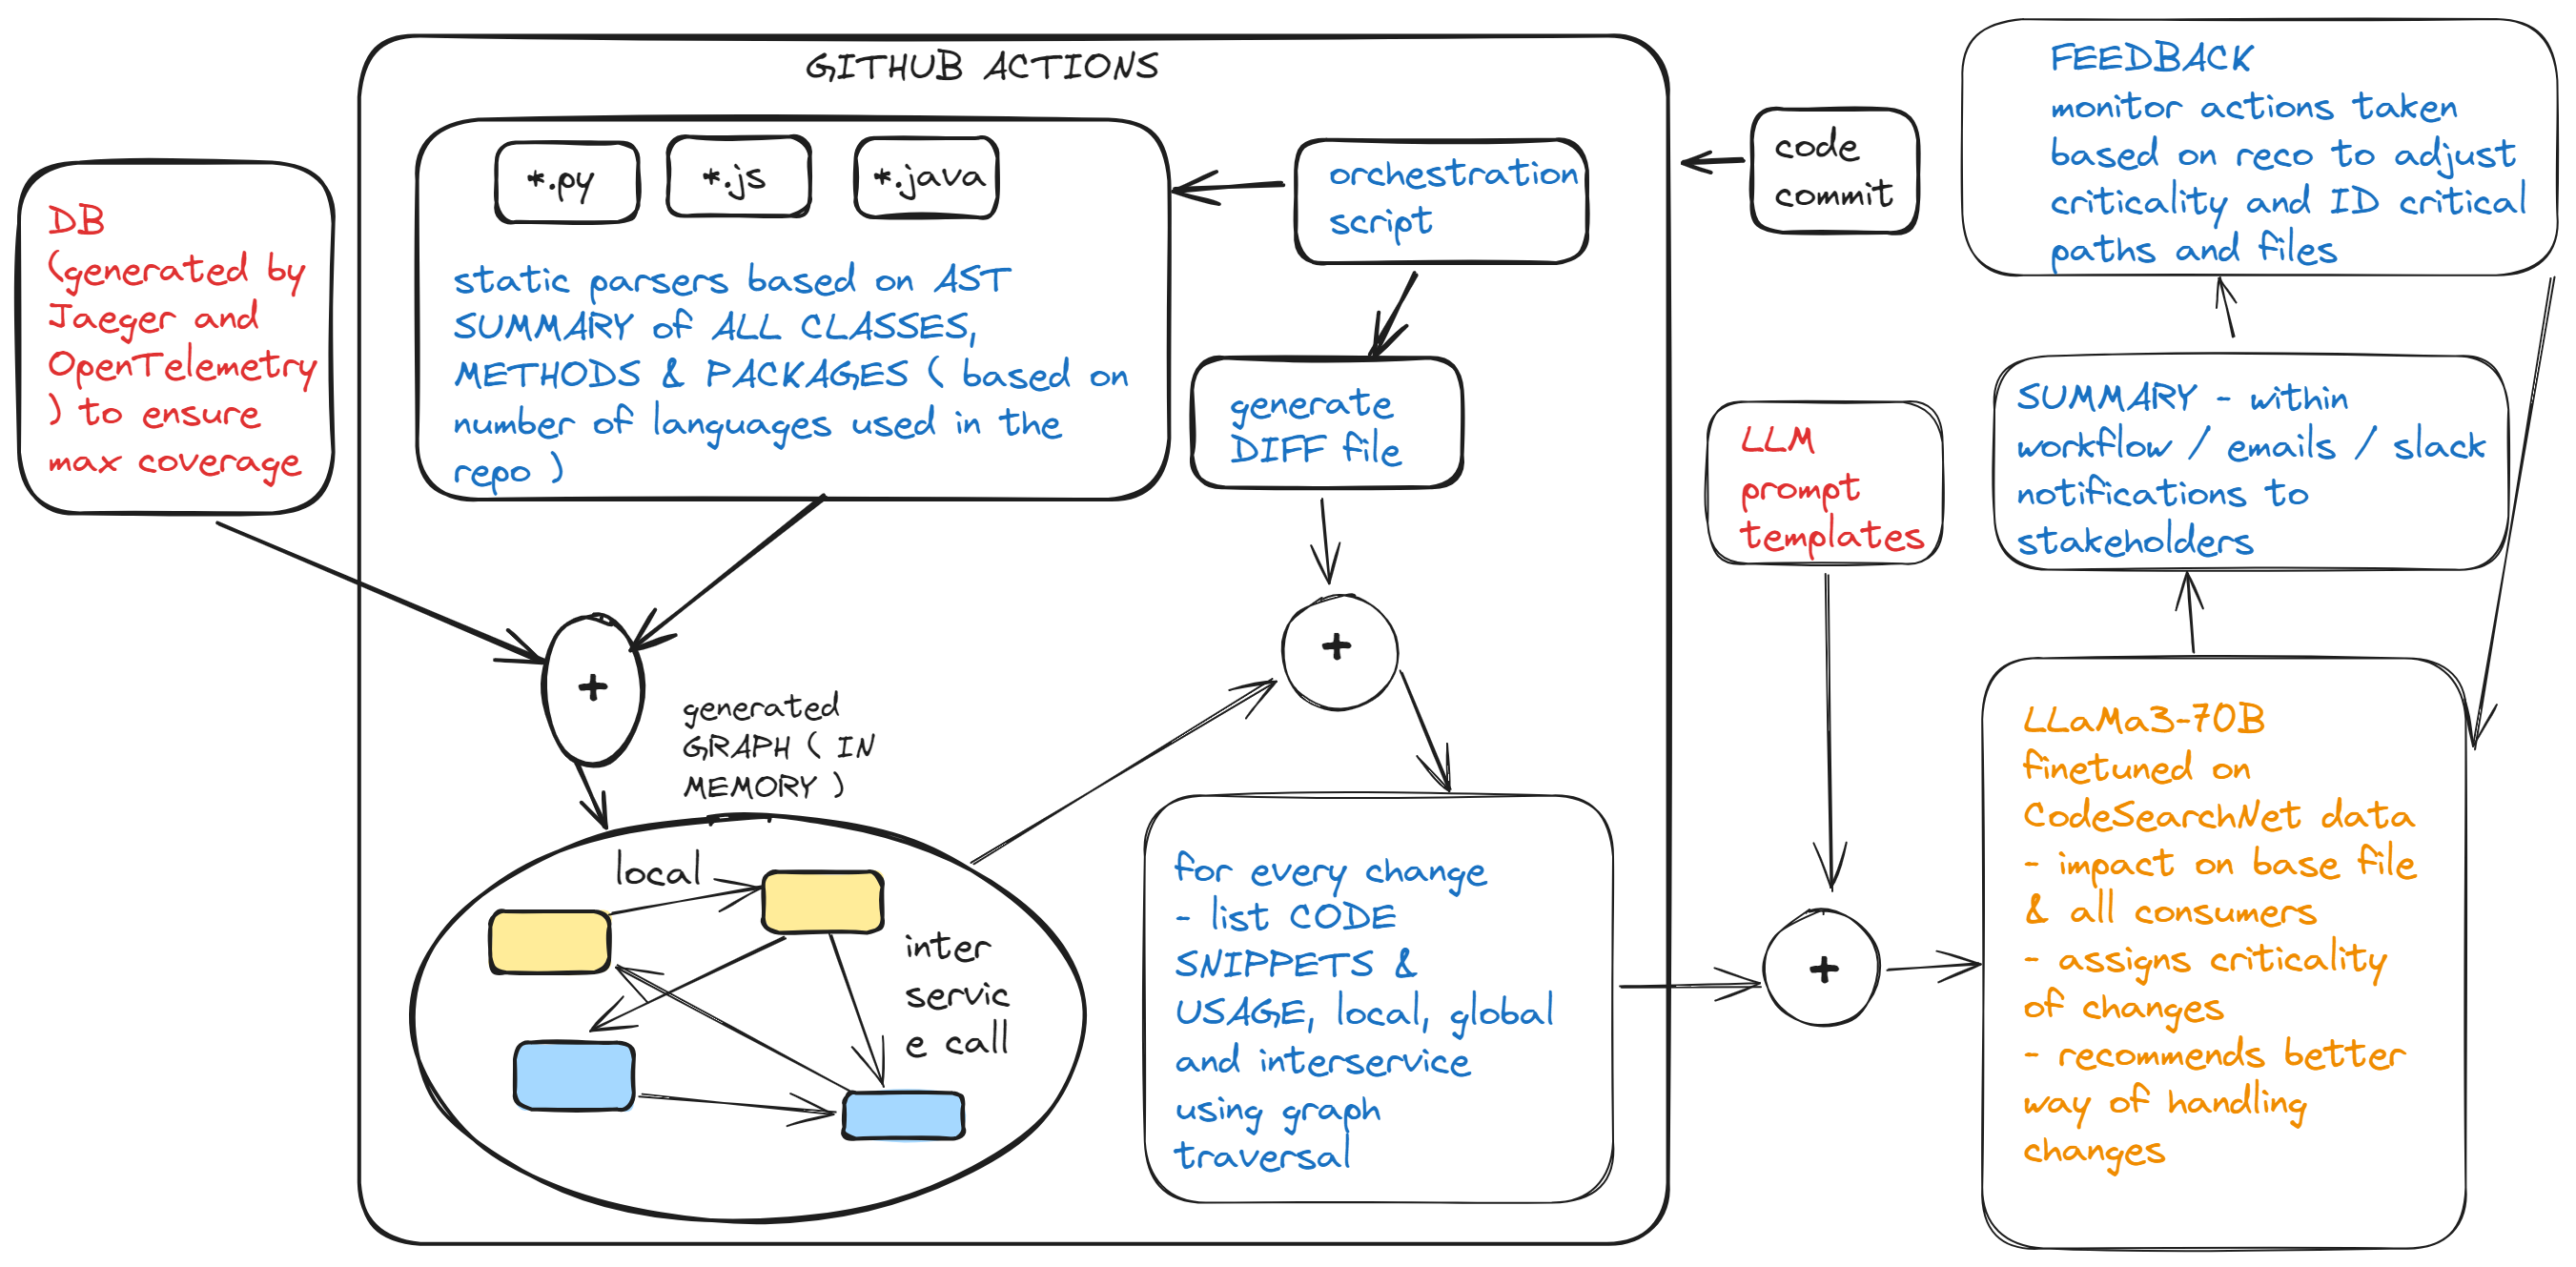 GITHUB ACTIONS
DB
(generated by
Jaeger and
OpenTelemetry
) to ensure
max coverage
*.py
*.js
*.java
static parsers based on AST
SUMMARY of ALL CLASSES,
METHODS & PACKAGES ( based on
number of languages used in the
repo )
orchestration
script
generate
DIFF file
code
commit
FEEDBACK
monitor actions taken
based on reco to adjust
criticality and ID critical
paths and files
SUMMARY - within
workflow / emails / slack
notifications to
stakeholders
LLM
prompt
templates
+
generated
GRAPH ( IN
MEMORY )
local
inter
servic
e call
+
for every change
- list CODE
SNIPPETS &
USAGE, local, global
and interservice
using graph
traversal
+
LLaMa3-70B
finetuned on
CodeSearchNet data
- impact on base file
& all consumers
- assigns criticality
of changes
- recommends better
way of handling
changes